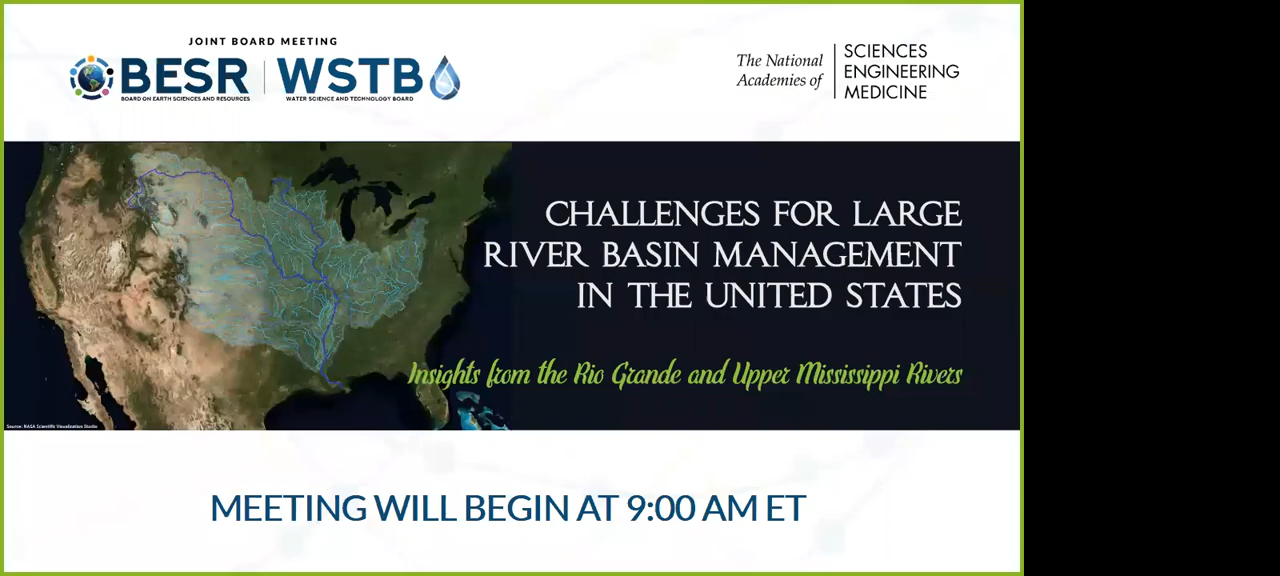 JOINT BOARD MEETING
BESR | WSTB
BOARD ON EARTH SCIENCES AND RESOURCES
WATER SCIENCE AND TECHNOLOGY BOARD
The National
Academies of
SCIENCES
ENGINEERING
MEDICINE
CHALLENGES FOR LARGE
RIVER BASIN MANAGEMENT
IN THE UNITED STATES
Insights from the Rio Grande and Upper Mississippi Rivers
Source: NASA Scientific Visualization Studio
MEETING WILL BEGIN AT 9:00 AM ET